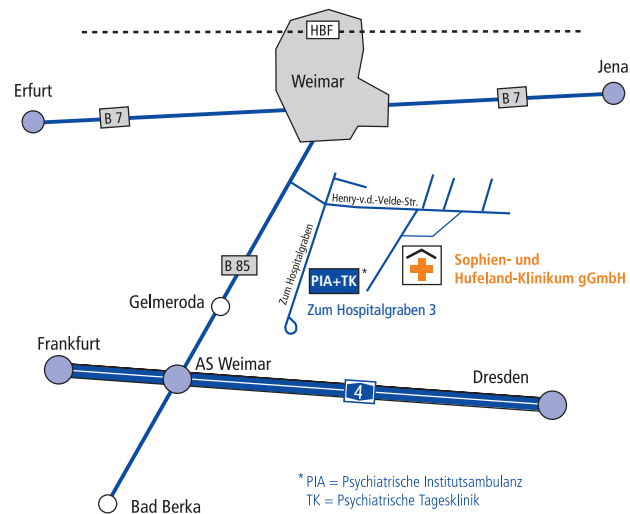 HBF
Weimar
Jena
Erfurt
B 7
B 7
Henry-v.d.-Velde-Str.
Zum Hospitalgraben
B 85
PIA+TK *
Sophien- und
Hufeland-Klinikum gGmbH
Zum Hospitalgraben 3
Gelmeroda
Frankfurt
AS Weimar
Dresden
4
* PIA = Psychiatrische Institutsambulanz
TK = Psychiatrische Tagesklinik
Bad Berka